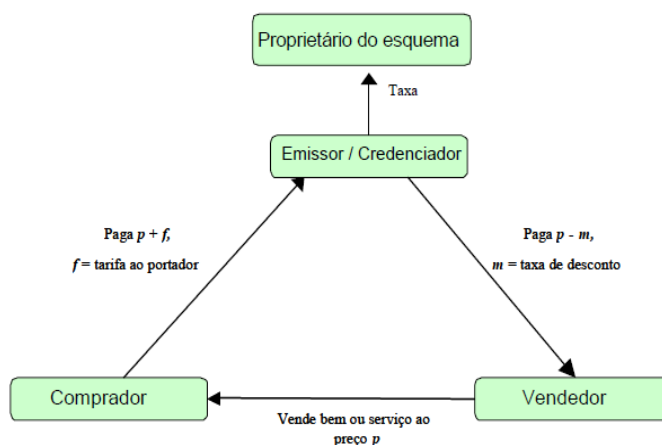 Proprietário do esquema
Taxa
Emissor / Credenciador
Paga p + f,
f = tarifa ao portador
Paga p - m,
m = taxa de desconto
Comprador
Vendedor
Vende bem ou serviço ao
preço p